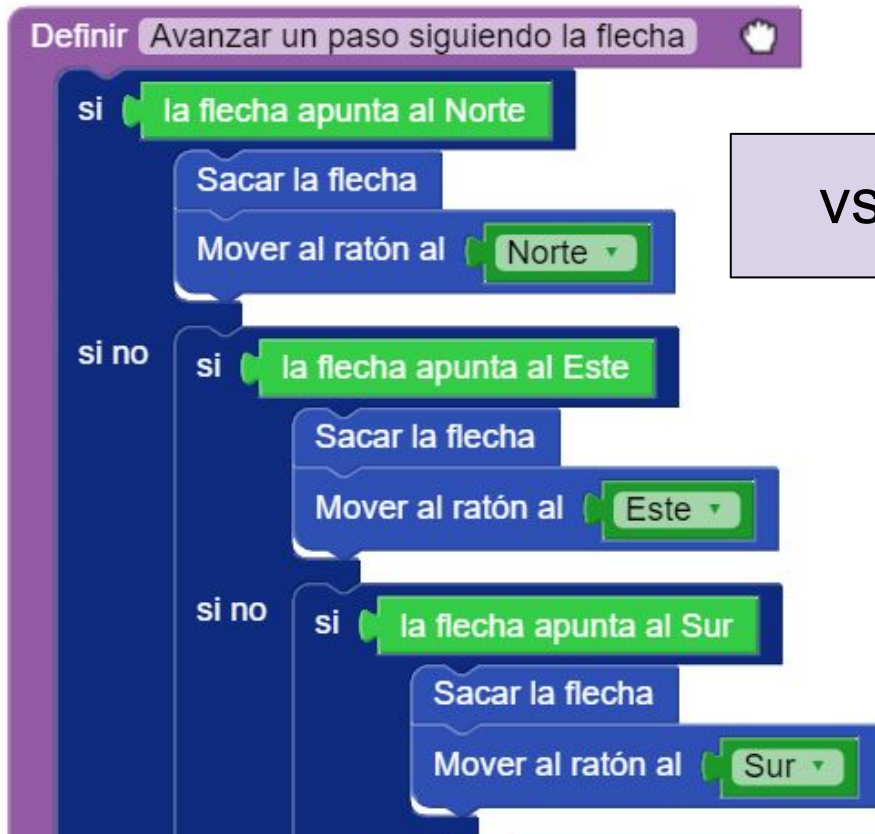 Definir Avanzar un paso siguiendo la flecha
si la flecha apunta al Norte
Sacar la flecha
vs
Mover al ratón al Norte
si no si la flecha apunta al Este
Sacar la flecha
Mover al ratón al Este
si no si la flecha apunta al Sur
Sacar la flecha
Mover al ratón al Sur